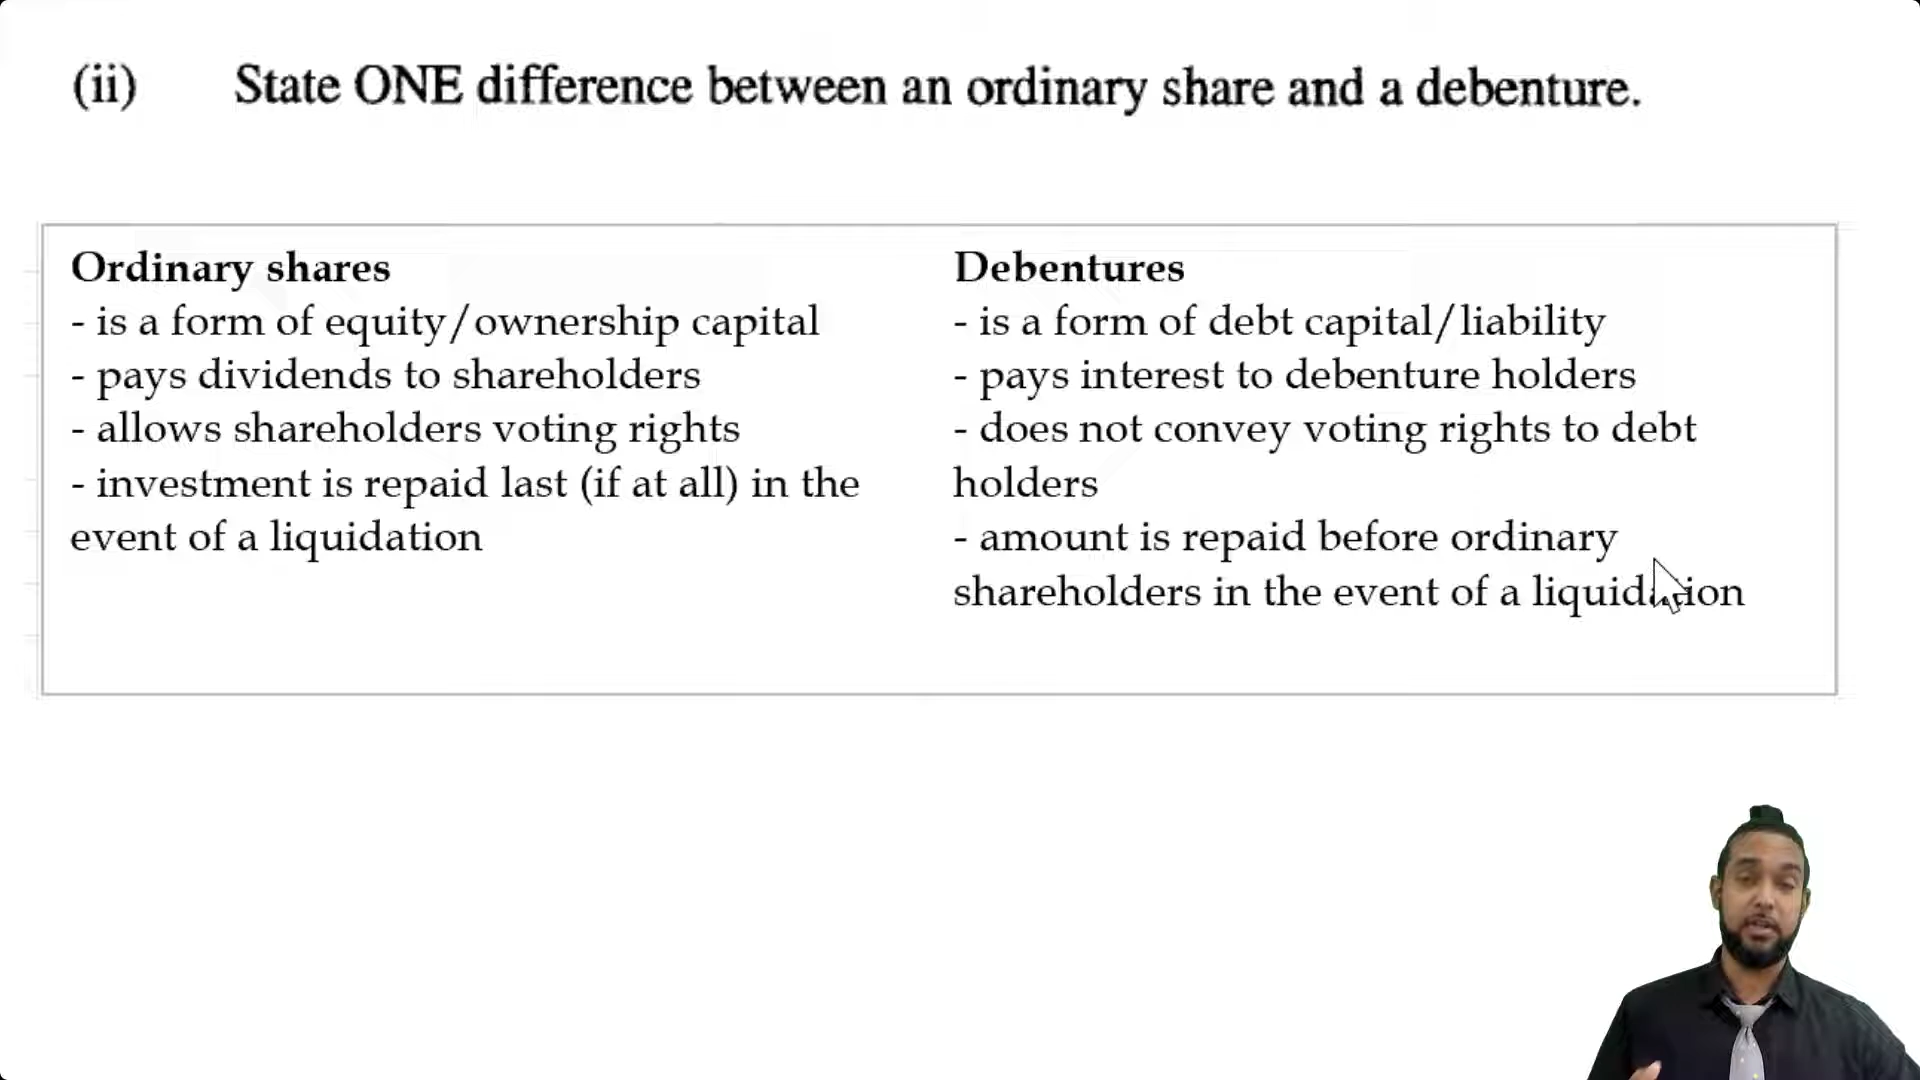 (ii) State ONE difference between an ordinary share and a debenture.
Ordinary shares
- is a form of equity/ownership capital
- pays dividends to shareholders
- allows shareholders voting rights
- investment is repaid last (if at all) in the
event of a liquidation
Debentures
- is a form of debt capital/liability
- pays interest to debenture holders
- does not convey voting rights to debt
holders
- amount is repaid before ordinary
shareholders in the event of a liquidation